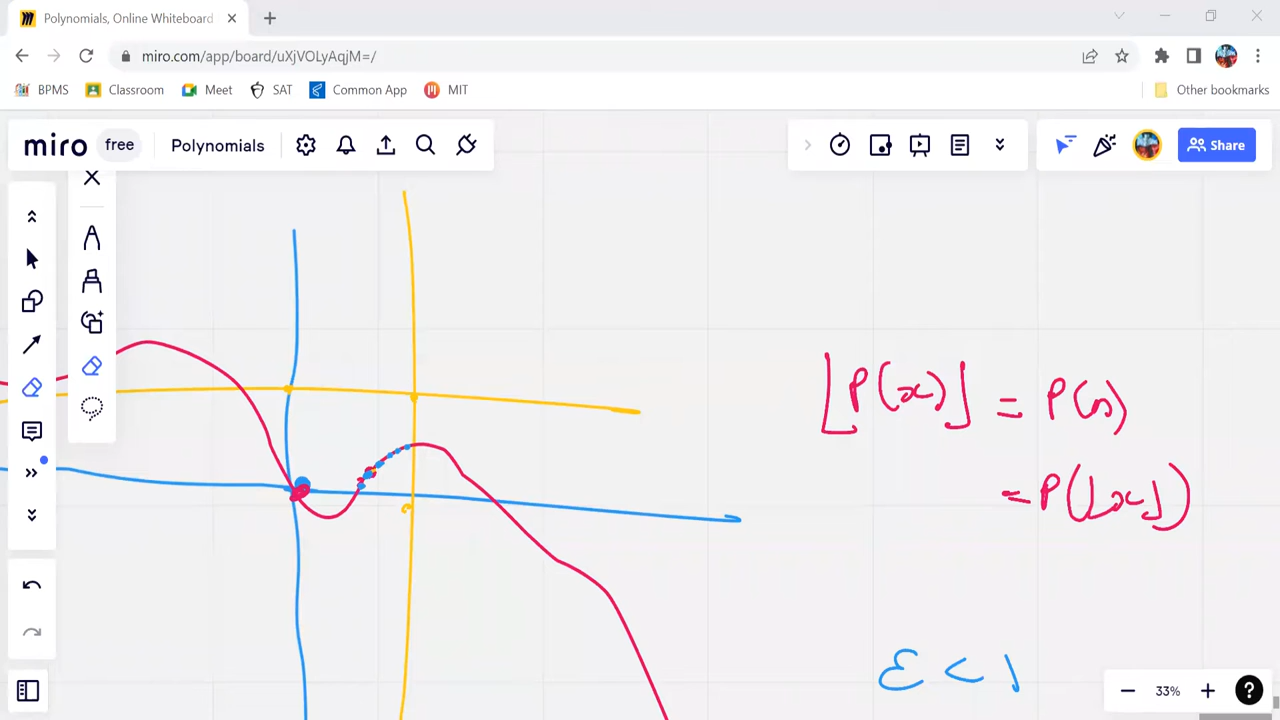 Polynomials, Online Whiteboard
miro.com/app/board/uXjVOLyAqjM=/
BPMS Classroom Meet SAT Common App MIT Other bookmarks
miro free Polynomials Share
⌊P(x)⌋ = P(s)
= P(⌊x⌋)
ε < 1
33%